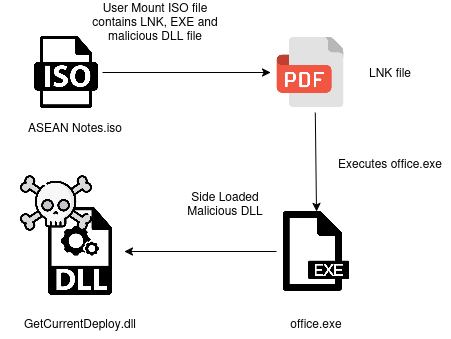 User Mount ISO file
contains LNK, EXE and
malicious DLL file
ISO
PDF
LNK file
ASEAN Notes.iso
Executes office.exe
Side Loaded
Malicious DLL
EXE
DLL
GetCurrentDeploy.dll
office.exe